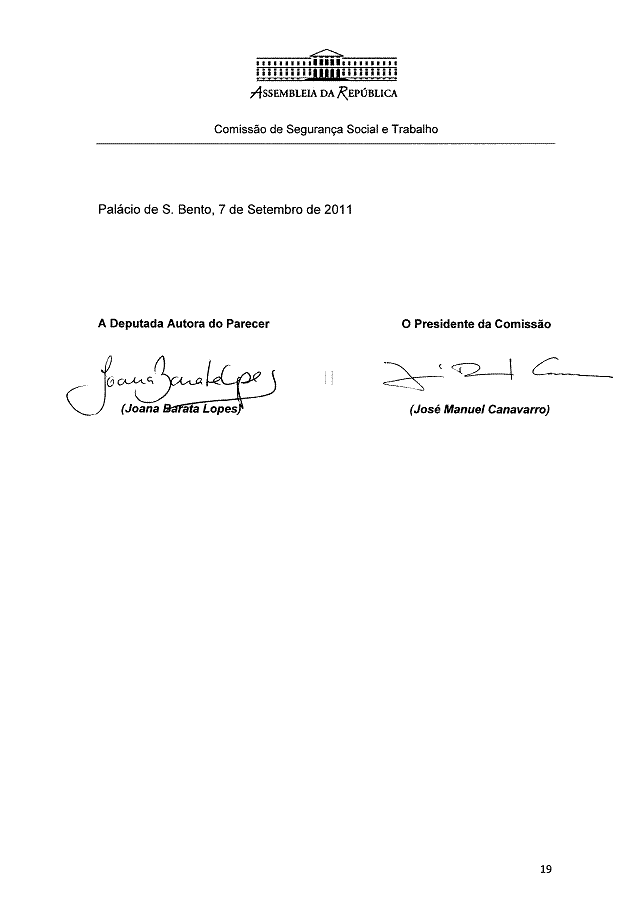 ASSEMBLEIA DA REPÚBLICA
Comissão de Segurança Social e Trabalho
Palácio de S. Bento, 7 de Setembro de 2011
A Deputada Autora do Parecer
O Presidente da Comissão
Joana Barata Lopes
(Joana Barata Lopes)
(José Manuel Canavarro)
19